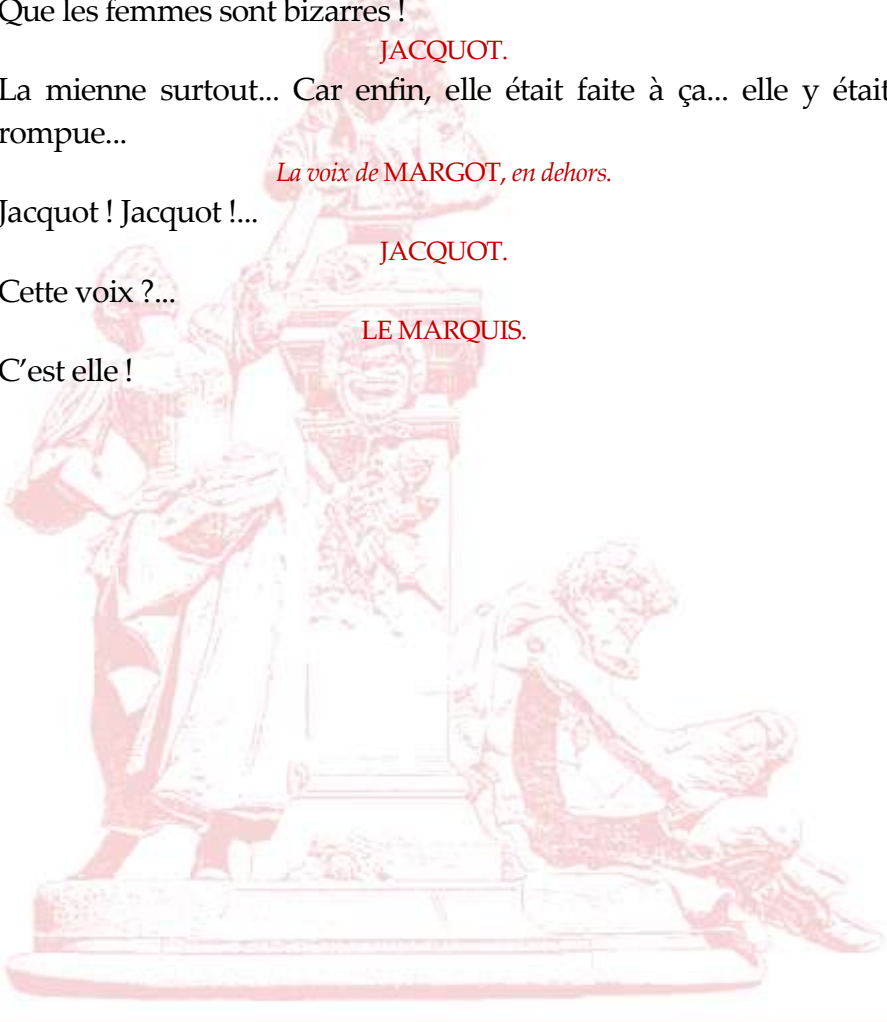 Que les femmes sont bizarres !
JACQUOT.
La mienne surtout... Car enfin, elle était faite à ça... elle y était
rompue...
La voix de MARGOT, en dehors.
Jacquot ! Jacquot !...
JACQUOT.
Cette voix ?...
LE MARQUIS.
C’est elle !